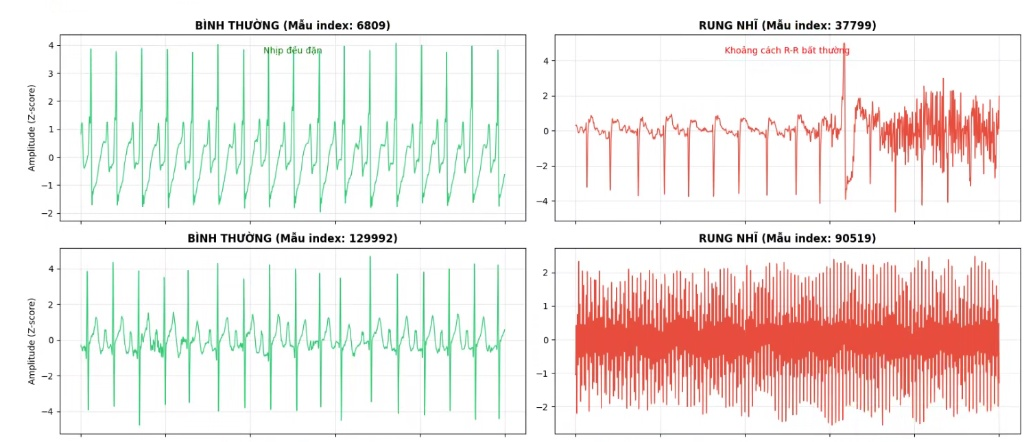 BÌNH THƯỜNG (Mẫu index: 6809)
Nhịp đều đặn
Amplitude (Z-score)
4
3
2
1
0
−1
−2
RUNG NHĨ (Mẫu index: 37799)
Khoảng cách R-R bất thường
4
2
0
−2
−4
BÌNH THƯỜNG (Mẫu index: 129992)
Amplitude (Z-score)
4
2
0
−2
−4
RUNG NHĨ (Mẫu index: 90519)
2
1
0
−1
−2